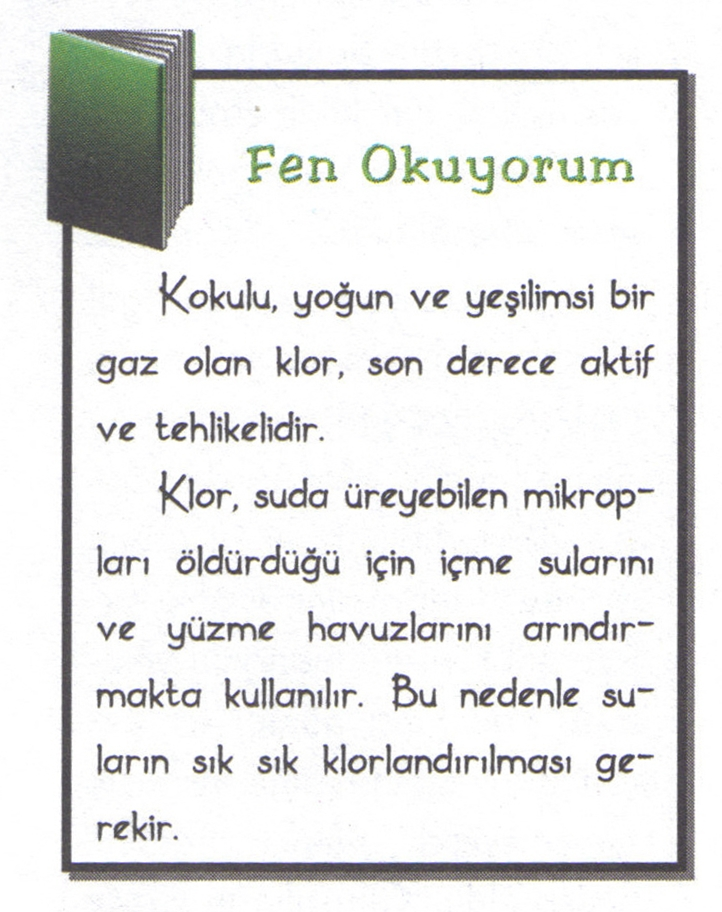 Fen Okuyorum
Kokulu, yoğun ve yeşilimsi bir
gaz olan klor, son derece aktif
ve tehlikelidir.
Klor, suda üreyebilen mikrop-
ları öldürdüğü için içme sularını
ve yüzme havuzlarını arındır-
makta kullanılır. Bu nedenle su-
ların sık sık klorlandırılması ge-
rekir.